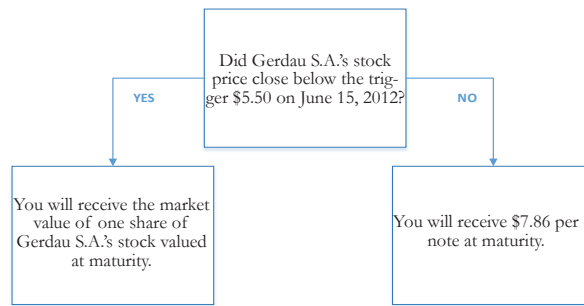 Did Gerdau S.A.'s stock
price close below the trig-
ger $5.50 on June 15, 2012?
YES
NO
You will receive the market
value of one share of
Gerdau S.A.'s stock valued
at maturity.
You will receive $7.86 per
note at maturity.